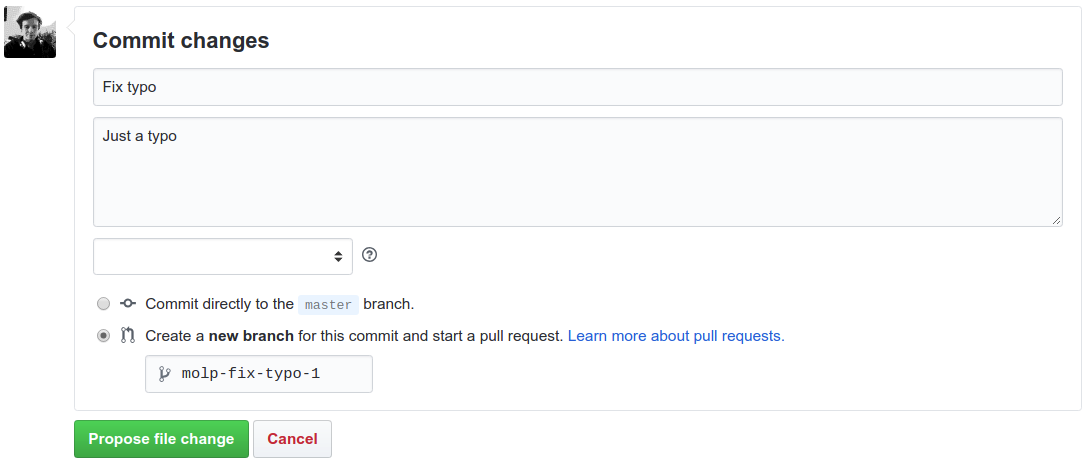 Commit changes
Fix typo
Just a typo
Commit directly to the master branch.
Create a new branch for this commit and start a pull request. Learn more about pull requests.
molp-fix-typo-1
Propose file change Cancel